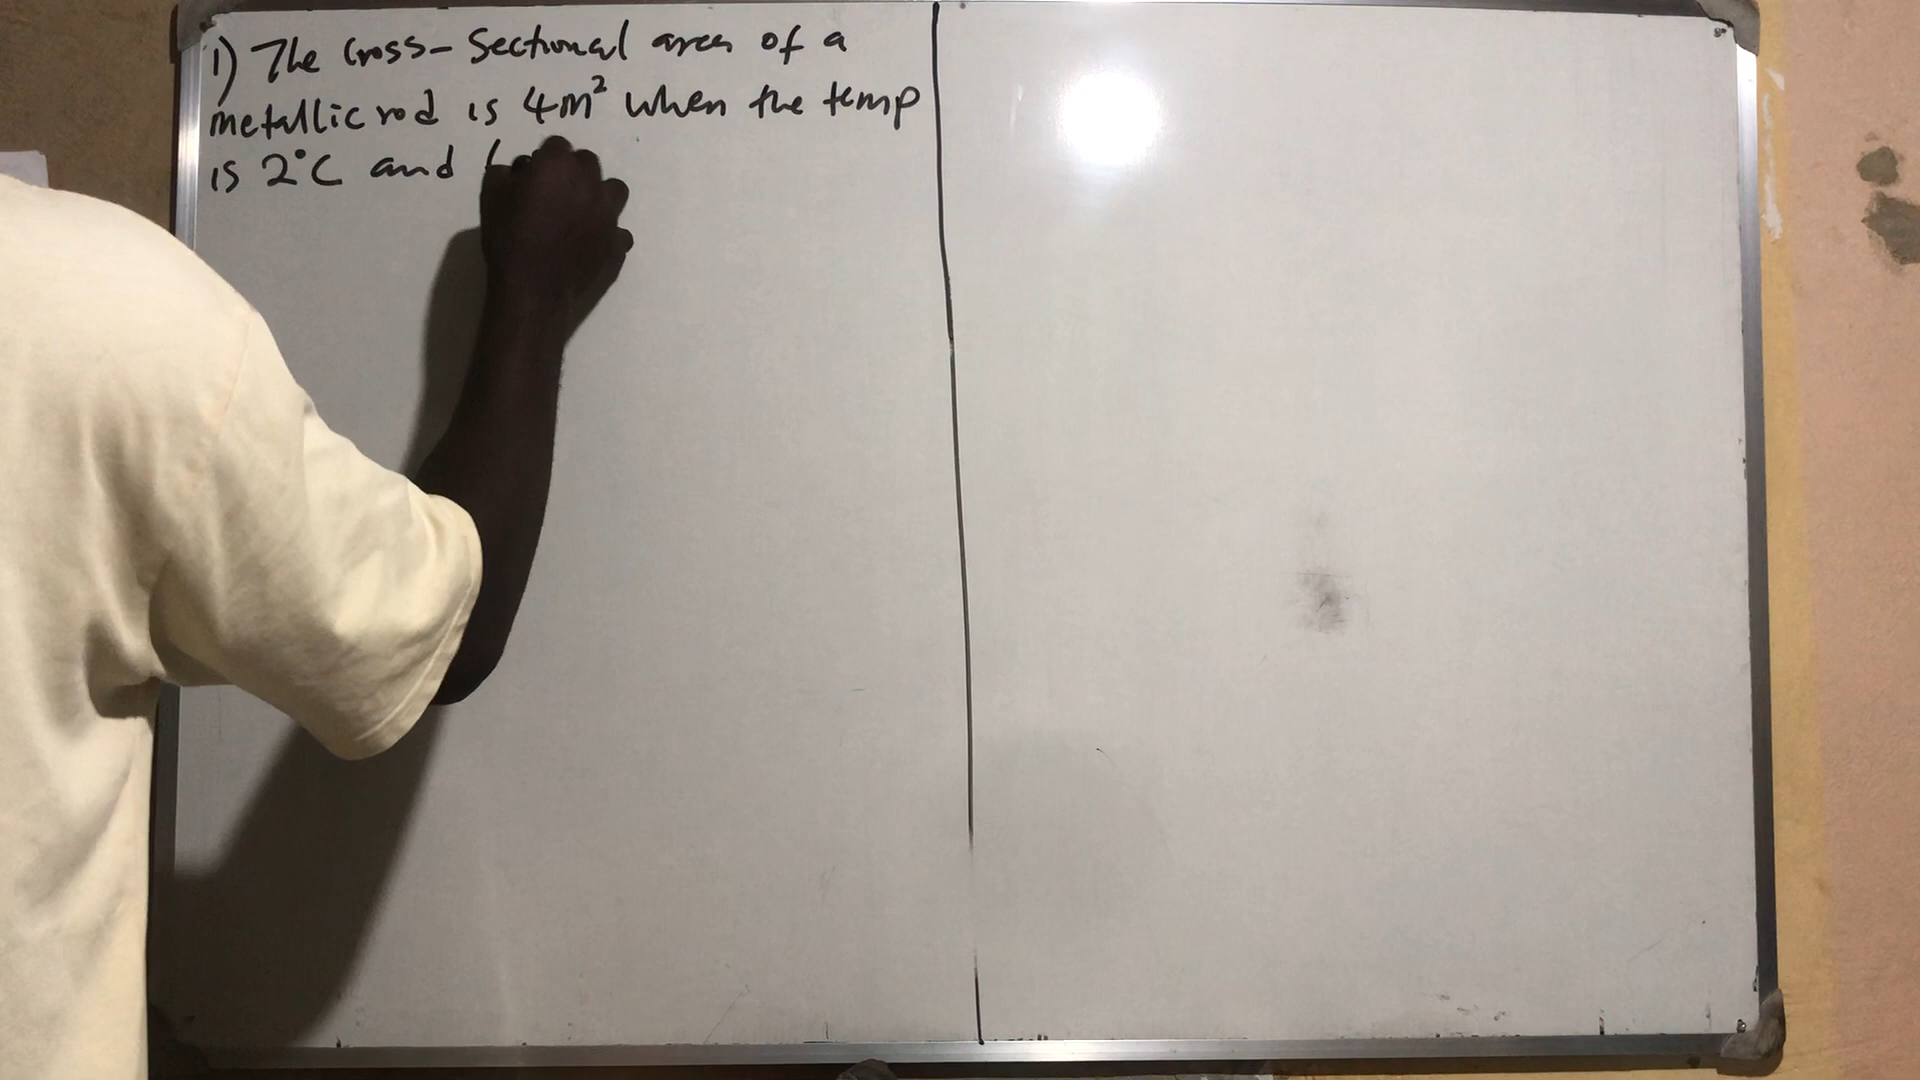 1) The Cross-Sectional area of a
metallic rod is 4m² when the temp
is 2°C and